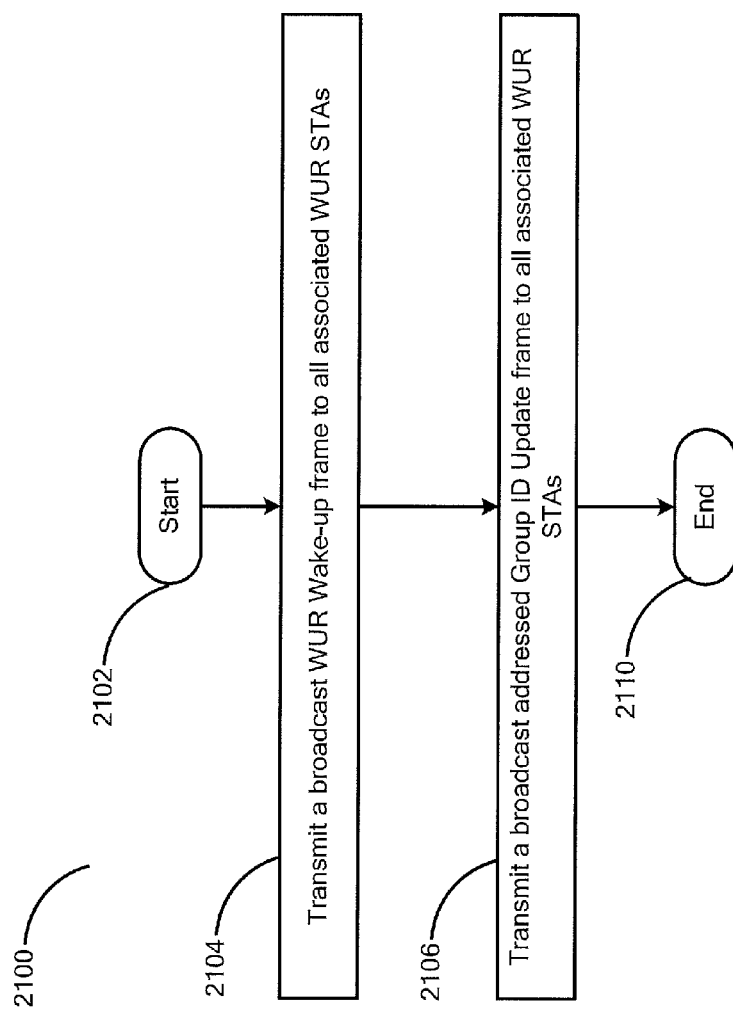 2100
2102
Start
2104
Transmit a broadcast WUR Wake-up frame to all associated WUR STAs
2106
Transmit a broadcast addressed Group ID Update frame to all associated WUR
STAs
2110
End